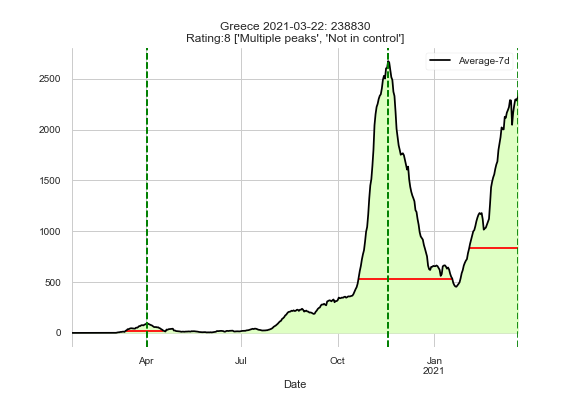 Greece 2021-03-22: 238830
Rating:8 ['Multiple peaks', 'Not in control']
Average-7d
2500
2000
1500
1000
500
0
Apr
Jul
Oct
Jan
2021
Date